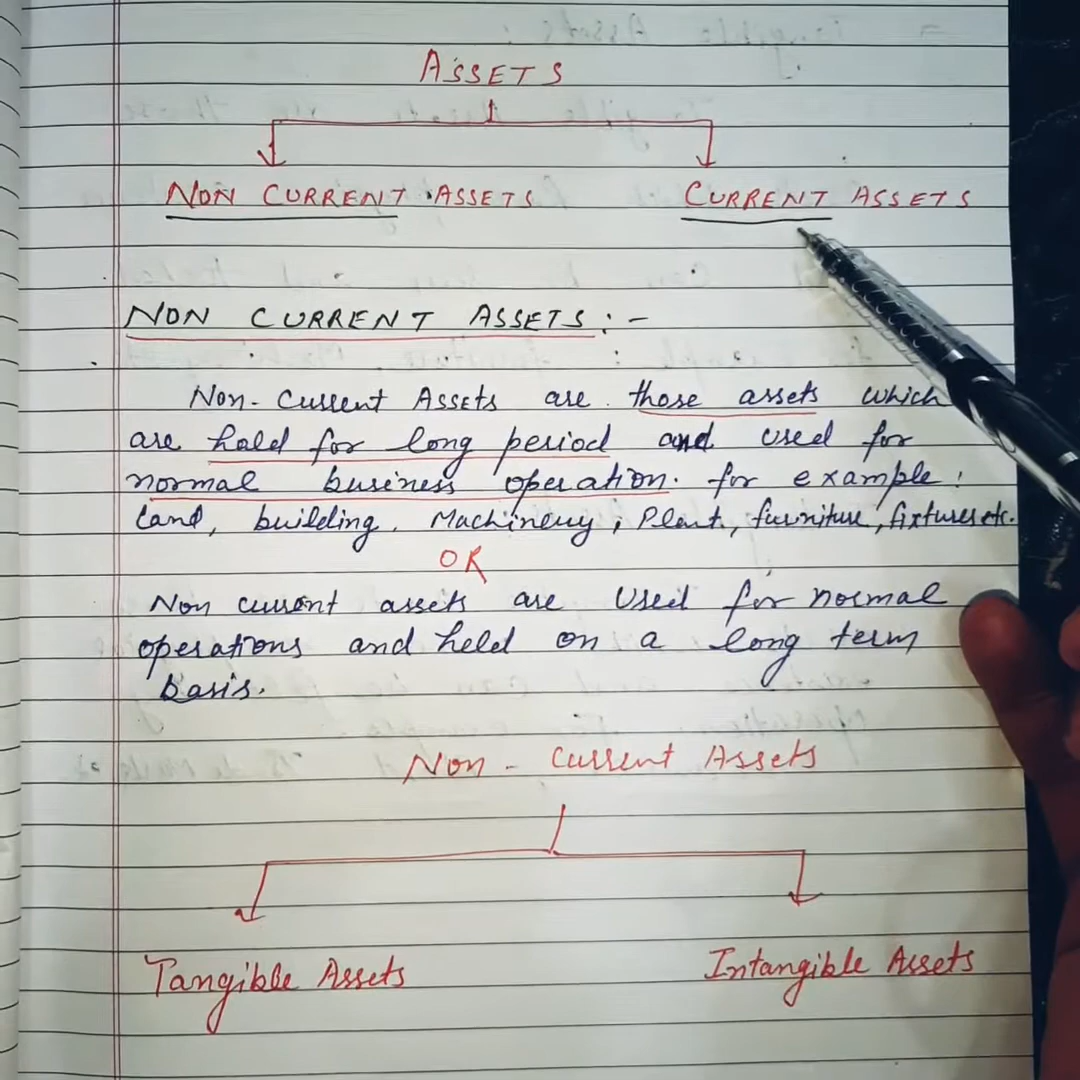 ASSETS
NON CURRENT ASSETS CURRENT ASSETS
NON CURRENT ASSETS :-
Non-Current Assets are those assets which
are hald for long period and used for
normal business operation. for example:
land, building, Machinery, Plant, furniture, fixtures etc.
OR
Non current assets are Used for normal
operations and held on a long term
basis.
Non - Current Assets
Tangible Assets Intangible Assets